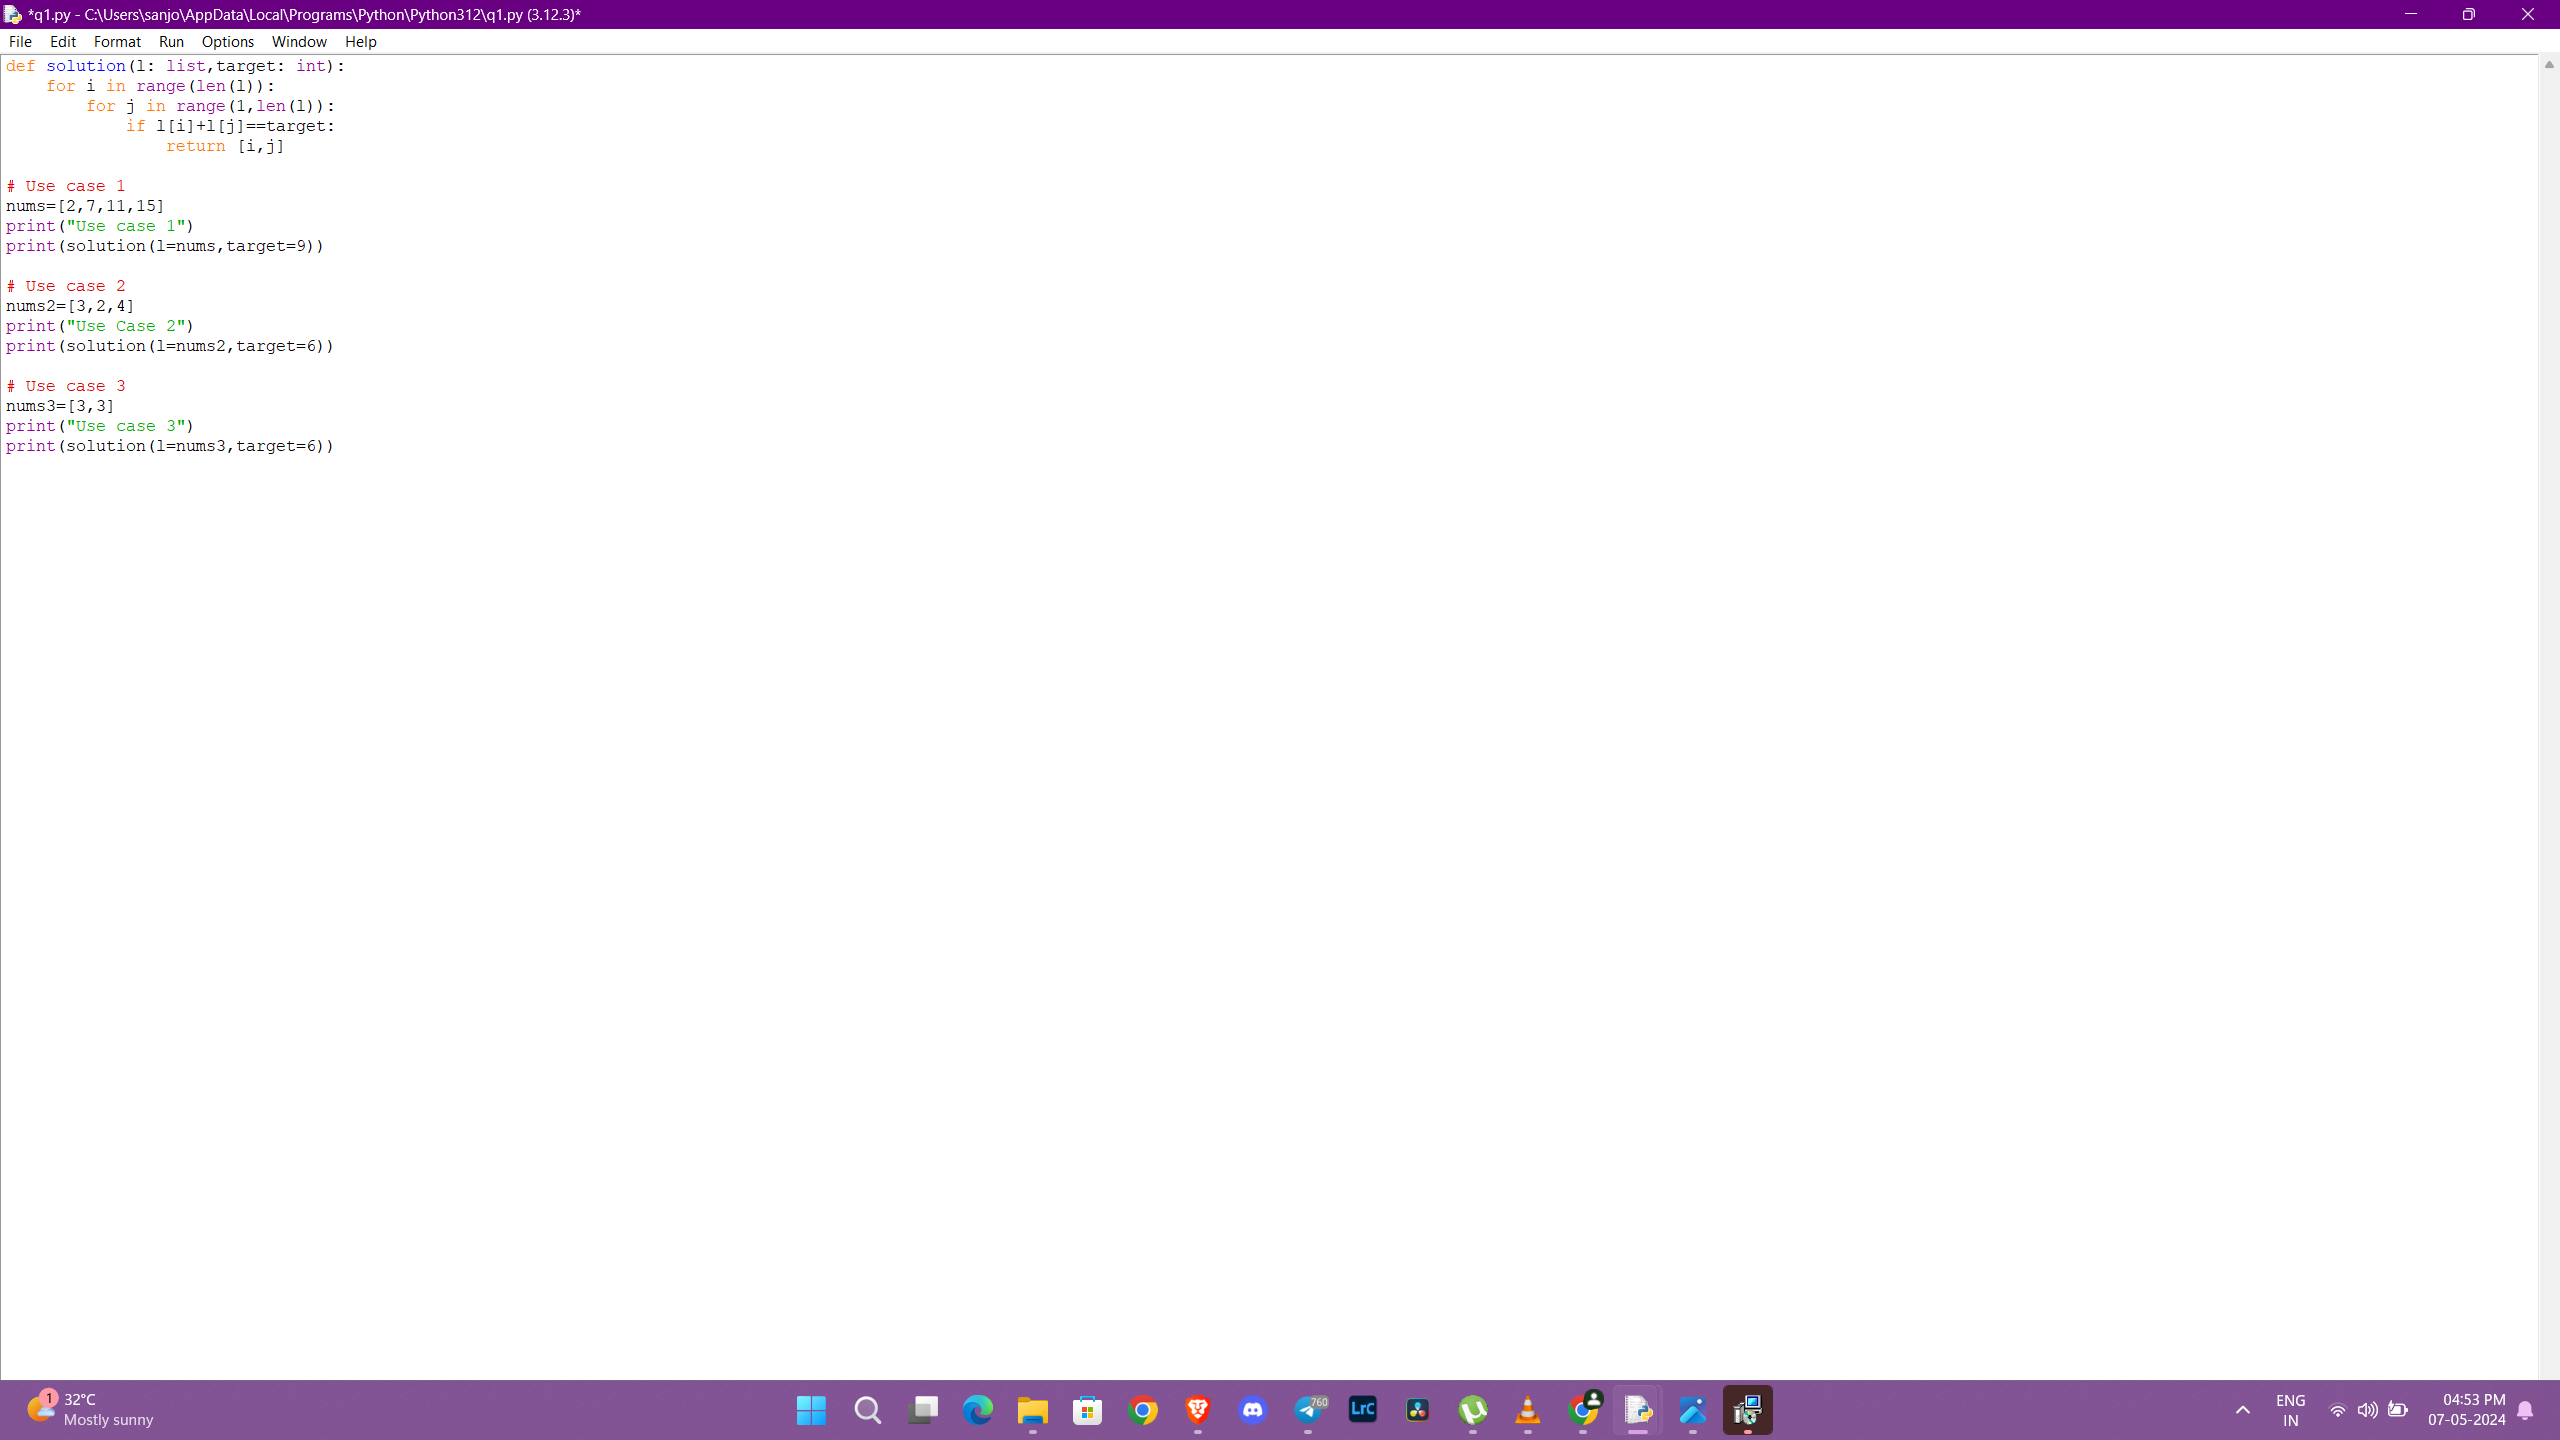 *q1.py - C:\Users\sanjo\AppData\Local\Programs\Python\Python312\q1.py (3.12.3)*
File Edit Format Run Options Window Help
def solution(l: list,target: int):
    for i in range(len(l)):
        for j in range(1,len(l)):
            if l[i]+l[j]==target:
                return [i,j]

# Use case 1
nums=[2,7,11,15]
print("Use case 1")
print(solution(l=nums,target=9))

# Use case 2
nums2=[3,2,4]
print("Use Case 2")
print(solution(l=nums2,target=6))

# Use case 3
nums3=[3,3]
print("Use case 3")
print(solution(l=nums3,target=6))
1
32°C
Mostly sunny
760
LrC
ENG
IN
04:53 PM
07-05-2024